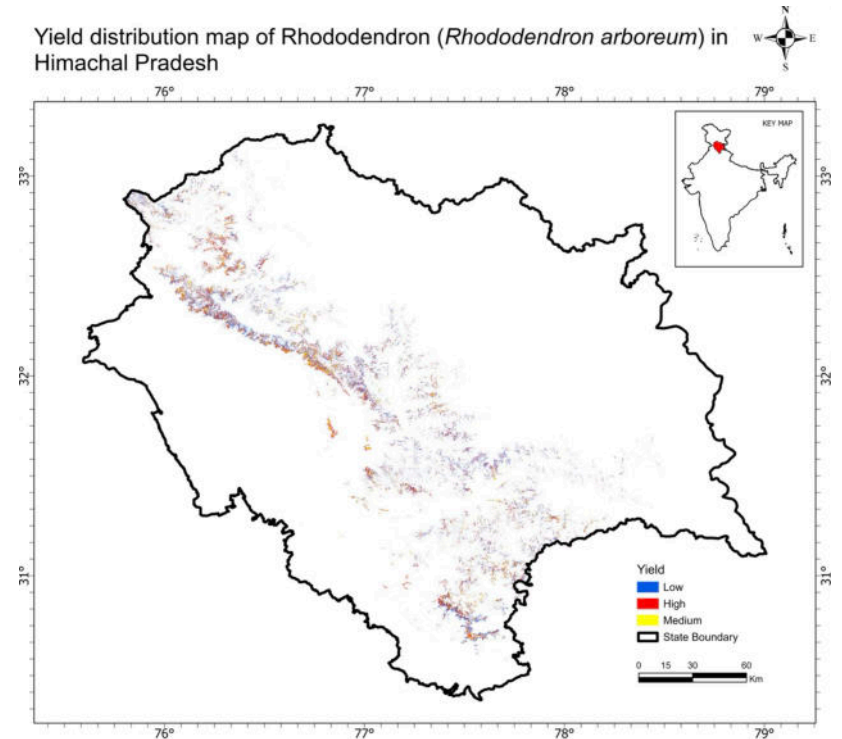 Yield distribution map of Rhododendron (Rhododendron arboreum) in
Himachal Pradesh
N
W E
S
76° 77° 78° 79°
KEY MAP
33° 33°
32° 32°
31° 31°
Yield
Low
High
Medium
State Boundary
0 15 30 60
Km
76° 77° 78° 79°